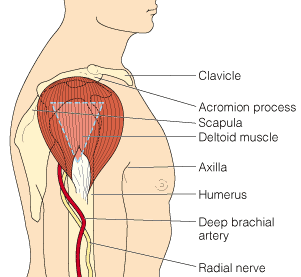 Clavicle
Acromion process
Scapula
Deltoid muscle
Axilla
Humerus
Deep brachial
artery
Radial nerve